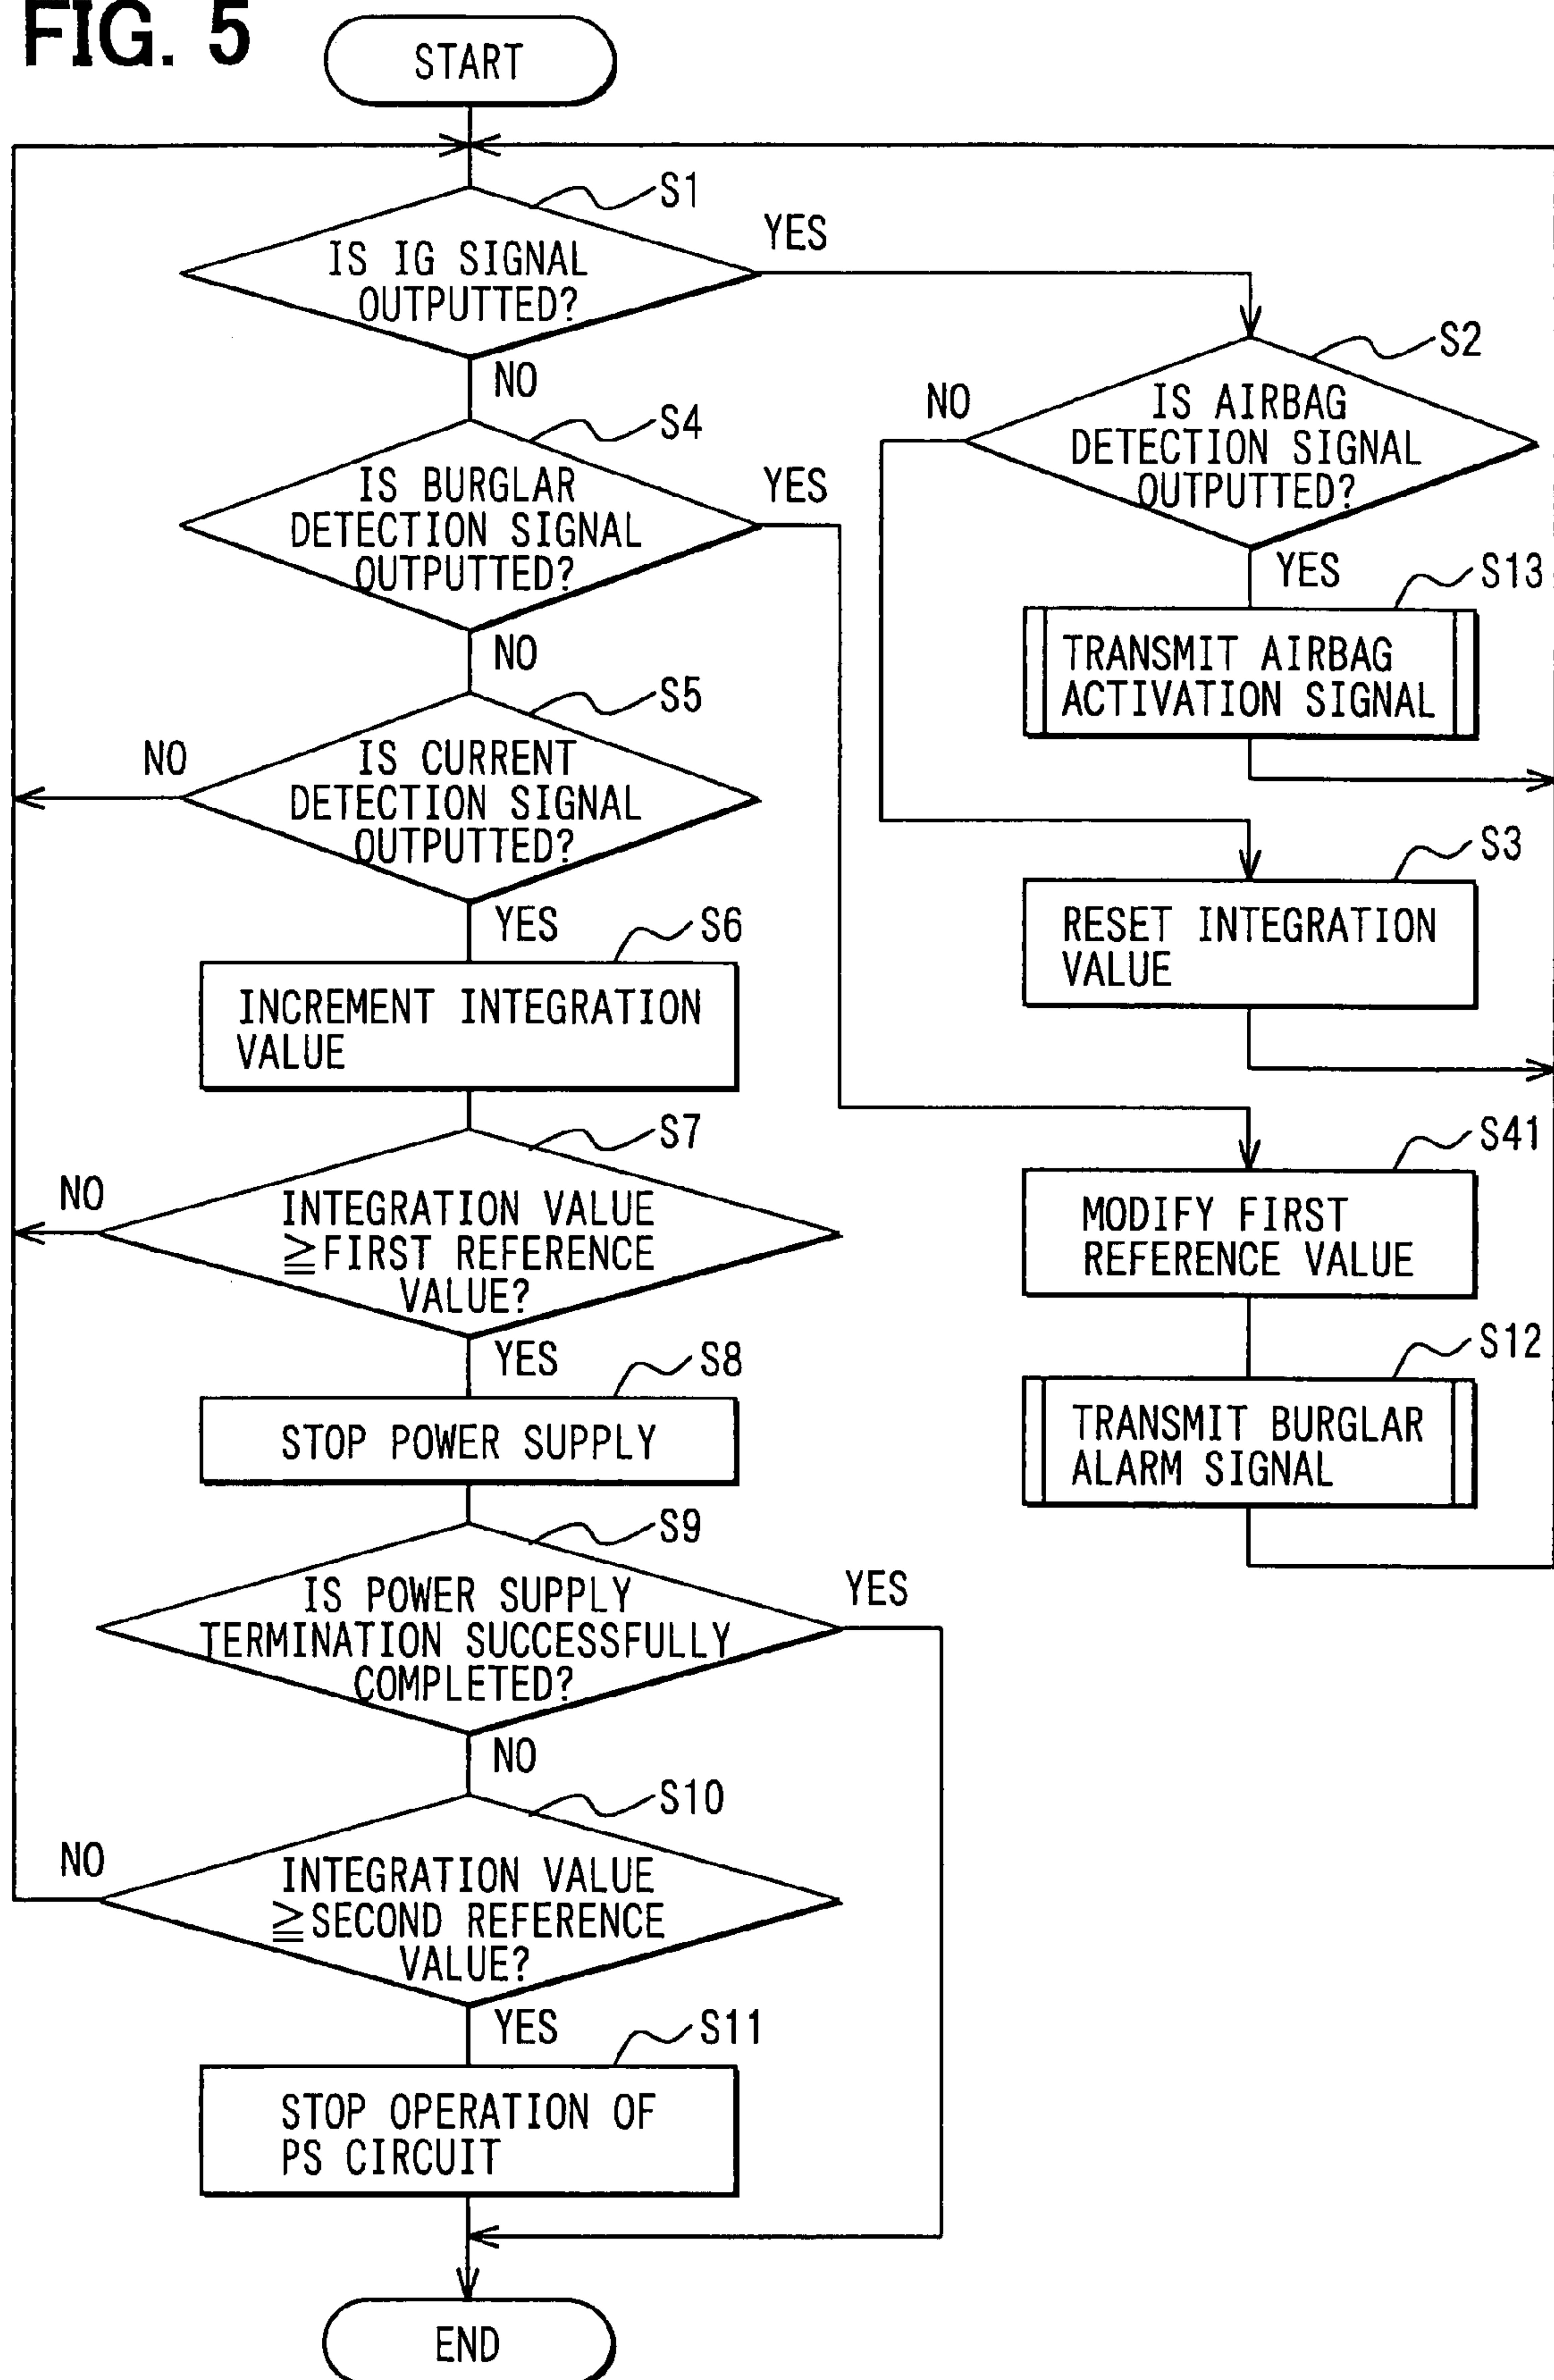 FIG. 5
START
S1
IS IG SIGNAL
OUTPUTTED?
YES
NO
S2
IS AIRBAG
DETECTION SIGNAL
OUTPUTTED?
NO
YES
S4
IS BURGLAR
DETECTION SIGNAL
OUTPUTTED?
YES
NO
S13
TRANSMIT AIRBAG
ACTIVATION SIGNAL
S5
IS CURRENT
DETECTION SIGNAL
OUTPUTTED?
NO
YES
S3
RESET INTEGRATION
VALUE
S6
INCREMENT INTEGRATION
VALUE
S7
INTEGRATION VALUE
≧FIRST REFERENCE
VALUE?
NO
YES
S41
MODIFY FIRST
REFERENCE VALUE
S8
STOP POWER SUPPLY
S12
TRANSMIT BURGLAR
ALARM SIGNAL
S9
IS POWER SUPPLY
TERMINATION SUCCESSFULLY
COMPLETED?
YES
NO
S10
INTEGRATION VALUE
≧SECOND REFERENCE
VALUE?
NO
YES
S11
STOP OPERATION OF
PS CIRCUIT
END